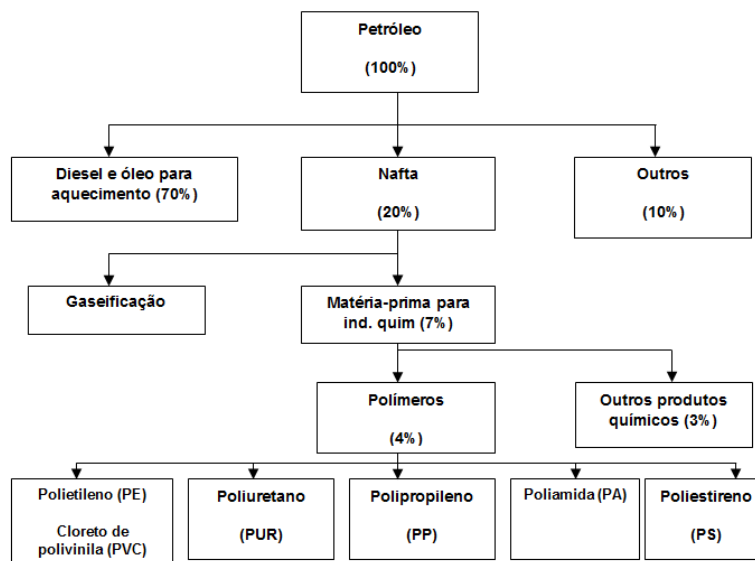 Petróleo
(100%)
Diesel e óleo para
aquecimento (70%)
Nafta
(20%)
Outros
(10%)
Gaseificação
Matéria-prima para
ind. quim (7%)
Polímeros
(4%)
Outros produtos
químicos (3%)
Polietileno (PE)
Cloreto de
polivinila (PVC)
Poliuretano
(PUR)
Polipropileno
(PP)
Poliamida (PA)
Poliestireno
(PS)